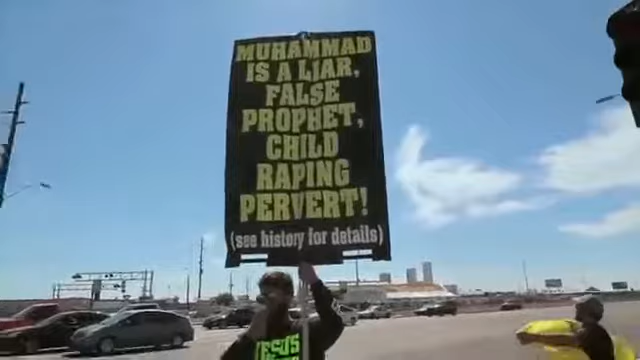 MUHAMMAD
IS A LIAR,
FALSE
PROPHET,
CHILD
RAPING
PERVERT!
(see history for details)
JESUS